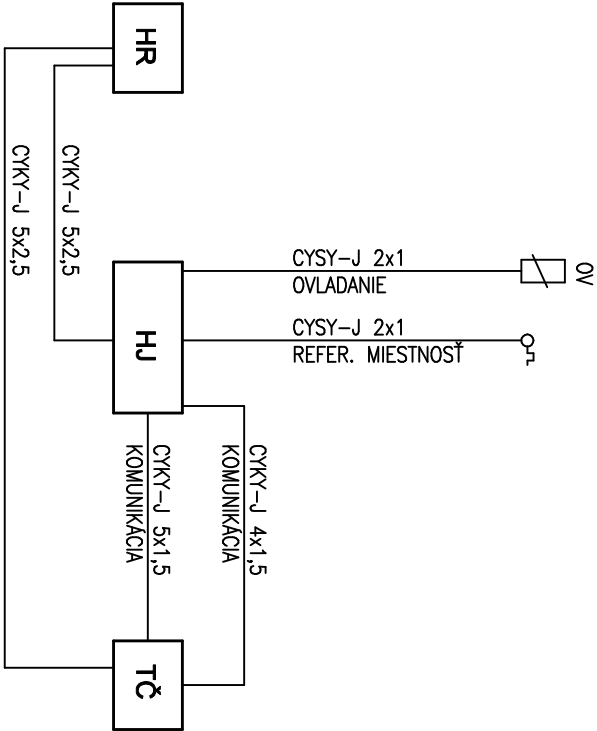 HR
CYKY-J 5x2,5
CYKY-J 5x2,5
CYSY-J 2x1
OVLADANIE
OV
CYSY-J 2x1
REFER. MIESTNOSŤ
HJ
CYKY-J 4x1,5
KOMUNIKÁCIA
CYKY-J 5x1,5
KOMUNIKÁCIA
TČ